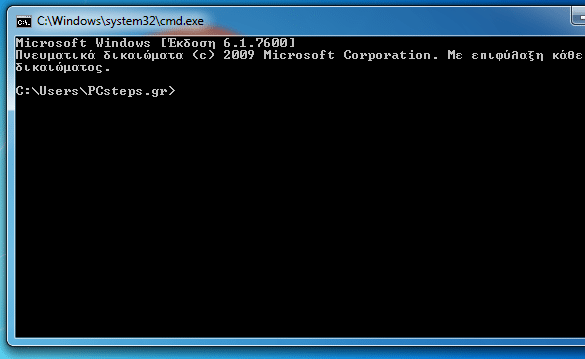 C:\Windows\system32\cmd.exe
Microsoft Windows [Έκδοση 6.1.7600]
Πνευματικά δικαιώματα (c) 2009 Microsoft Corporation. Με επιφύλαξη κάθε
δικαιώματος.
C:\Users\PCsteps.gr>